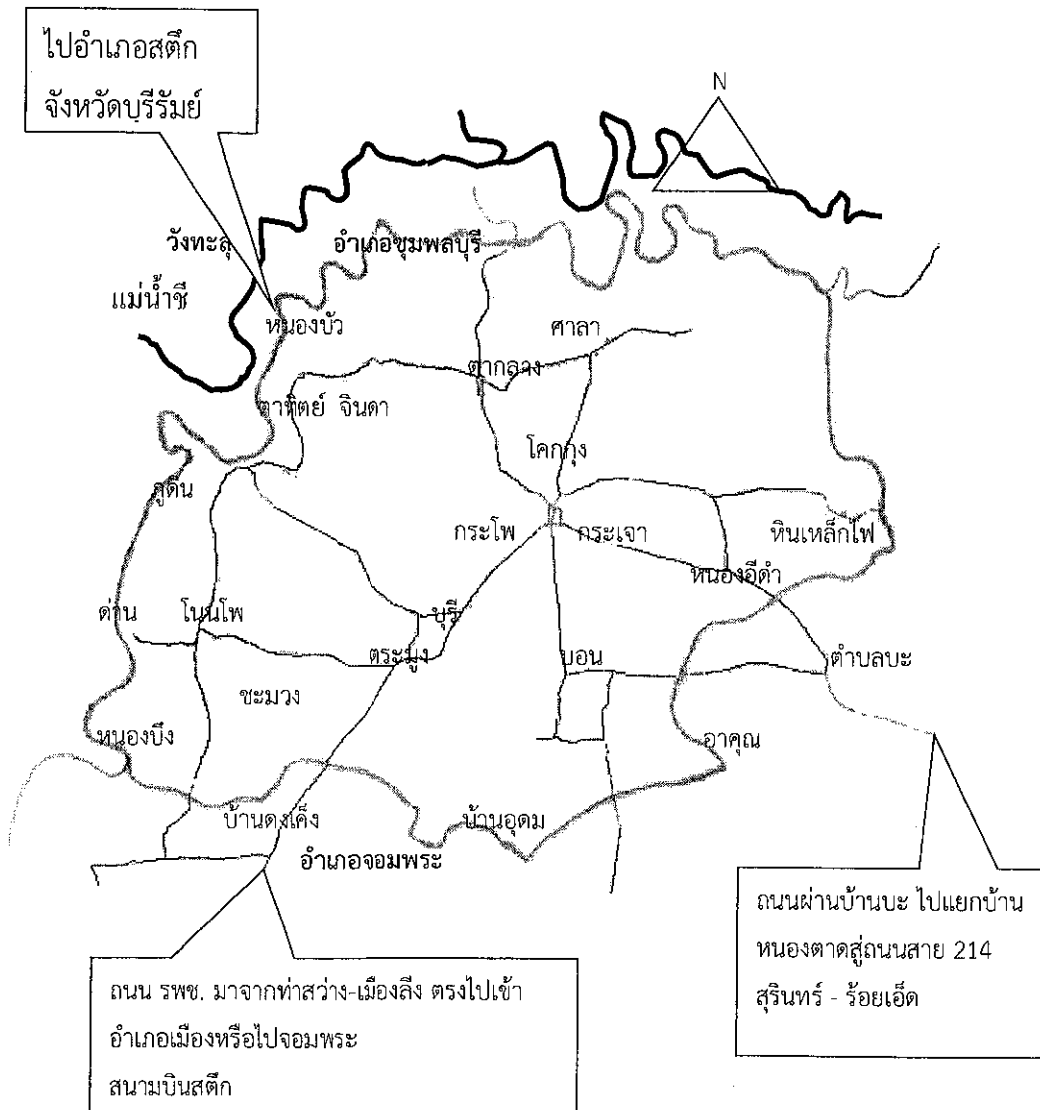 ไปอำเภอสตึก
จังหวัดบุรีรัมย์
N
วังทะลุ
อำเภอชุมพลบุรี
แม่น้ำชี
หนองบัว
ศาลา
ตากลาง
ตาทิตย์ จินดา
โคกกุง
คูดิน
กระโพ
กระเจา
หินเหล็กไฟ
หนองอีดำ
ด่าน
โนนโพ
บุรี
ตระมูง
บอน
ตำบลบะ
ชะมวง
หนองบึง
อาคุณ
บ้านดงเค็ง
บ้านอุดม
อำเภอจอมพระ
ถนนผ่านบ้านบะ ไปแยกบ้าน
หนองตาดสู่ถนนสาย 214
สุรินทร์ - ร้อยเอ็ด
ถนน รพช. มาจากท่าสว่าง-เมืองลีง ตรงไปเข้า
อำเภอเมืองหรือไปจอมพระ
สนามบินสตึก